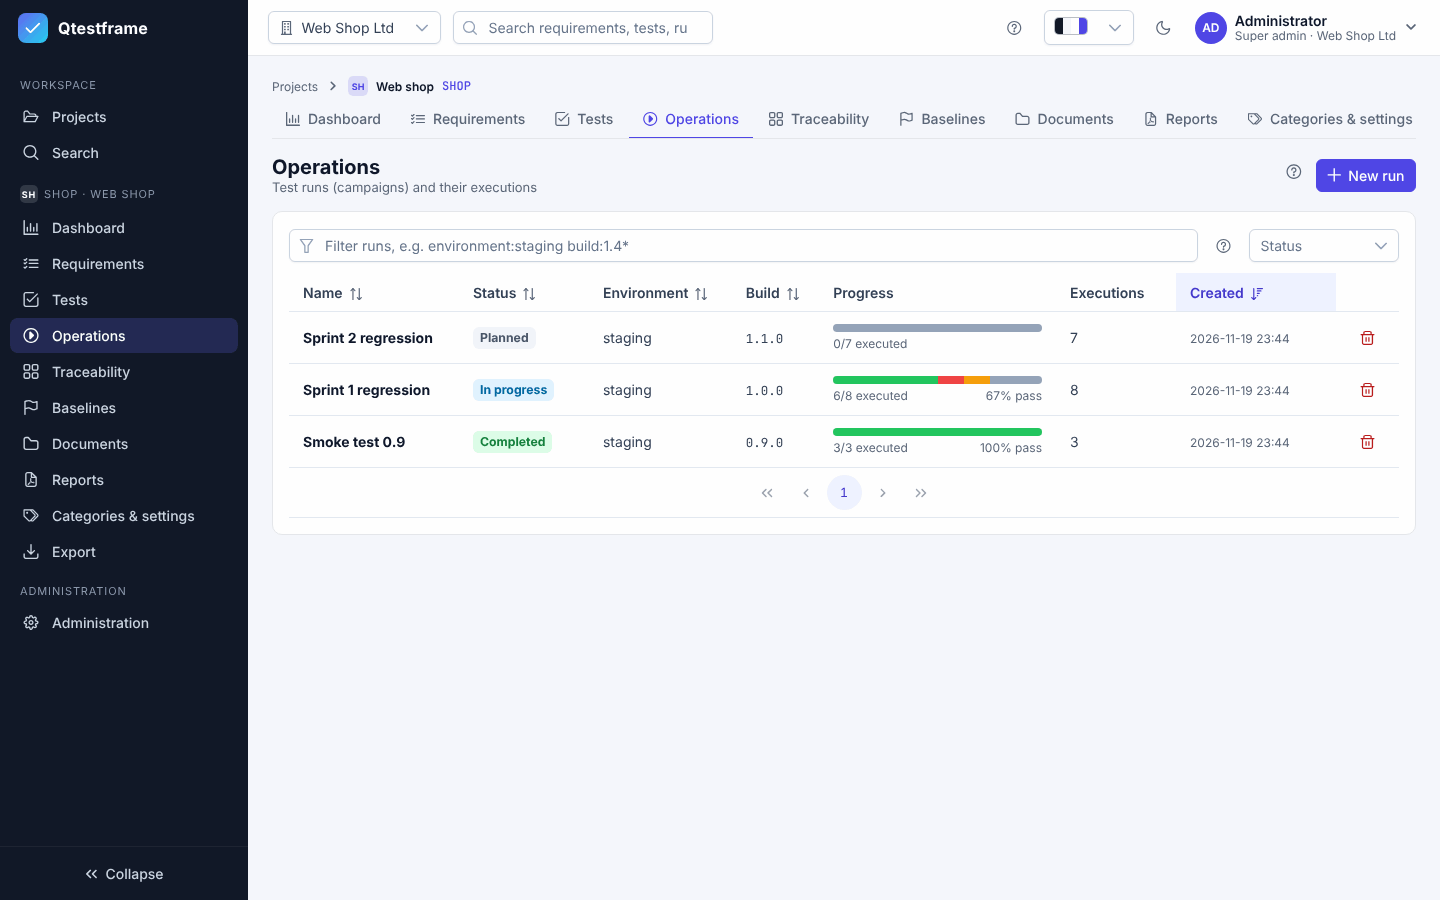 Qtestframe
Web Shop Ltd
Search requirements, tests, ru
AD
Administrator
Super admin · Web Shop Ltd
WORKSPACE
Projects
Search
SH SHOP · WEB SHOP
Dashboard
Requirements
Tests
Operations
Traceability
Baselines
Documents
Reports
Categories & settings
Export
ADMINISTRATION
Administration
Collapse
Projects SH Web shop SHOP
Dashboard Requirements Tests Operations Traceability Baselines Documents Reports Categories & settings
Operations
Test runs (campaigns) and their executions
New run
Filter runs, e.g. environment:staging build:1.4*
Status
Name Status Environment Build Progress Executions Created
Sprint 2 regression Planned staging 1.1.0 0/7 executed 7 2026-11-19 23:44
Sprint 1 regression In progress staging 1.0.0 6/8 executed 67% pass 8 2026-11-19 23:44
Smoke test 0.9 Completed staging 0.9.0 3/3 executed 100% pass 3 2026-11-19 23:44
1